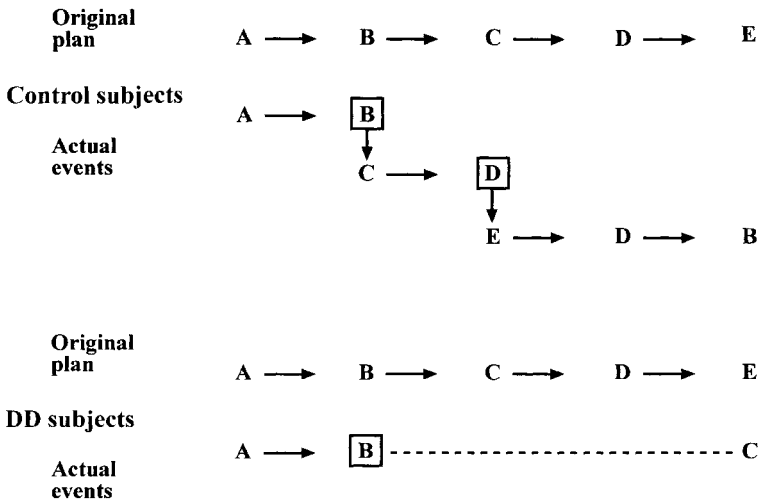 Original
plan
A B C D E
Control subjects
A B
Actual
events
C D
E D B
Original
plan
A B C D E
DD subjects
A B C
Actual
events